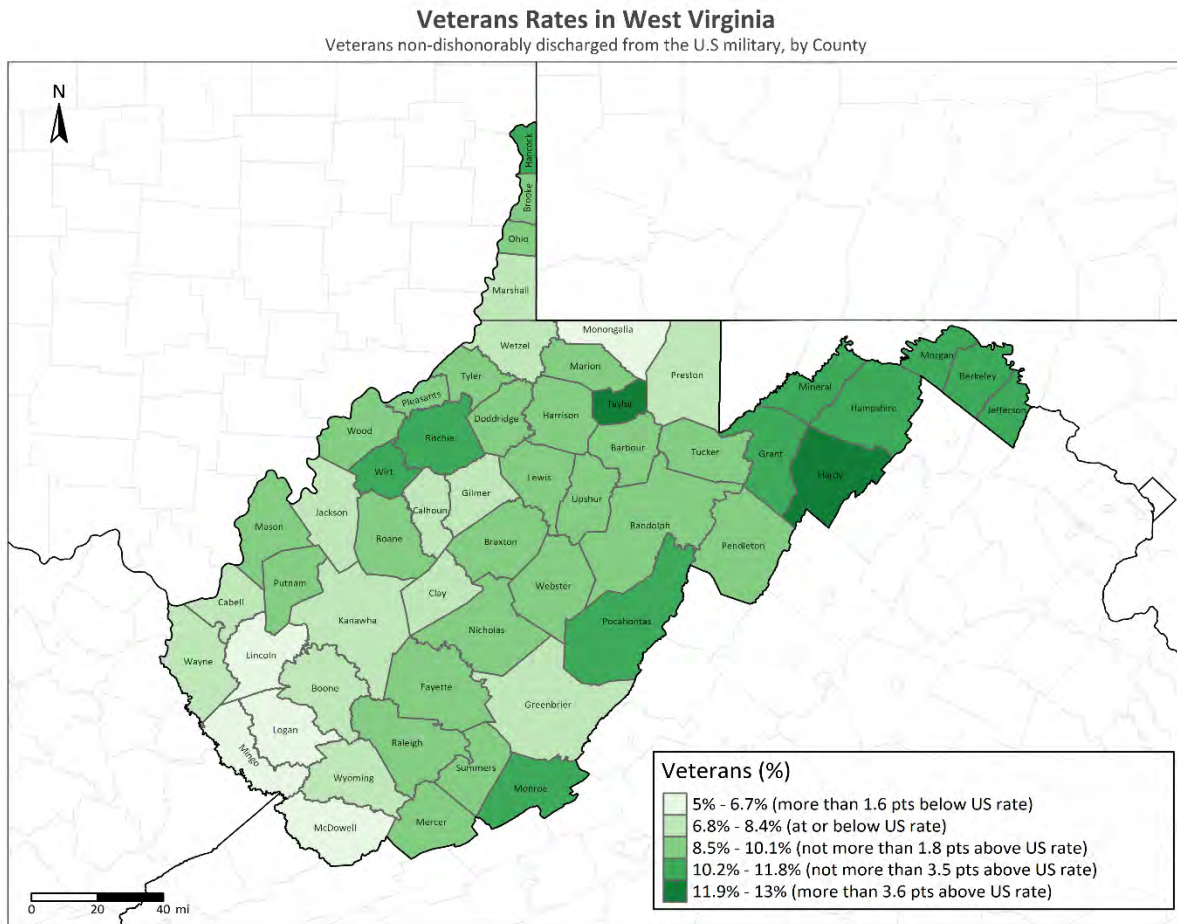 Veterans Rates in West Virginia
Veterans non-dishonorably discharged from the U.S military, by County
N
Hancock
Brooke
Ohio
Marshall
Monongalia
Wetzel
Marion
Preston
Tyler
Pleasants
Taylor
Doddridge
Harrison
Wood
Ritchie
Barbour
Tucker
Wirt
Morgan
Berkeley
Mineral
Hampshire
Jefferson
Grant
Hardy
Lewis
Gilmer
Upshur
Calhoun
Jackson
Randolph
Mason
Roane
Braxton
Pendleton
Putnam
Webster
Clay
Cabell
Kanawha
Pocahontas
Nicholas
Lincoln
Wayne
Boone
Fayette
Greenbrier
Logan
Raleigh
Mingo
Summers
Wyoming
Monroe
Mercer
McDowell
Veterans (%)
5% - 6.7% (more than 1.6 pts below US rate)
6.8% - 8.4% (at or below US rate)
8.5% - 10.1% (not more than 1.8 pts above US rate)
10.2% - 11.8% (not more than 3.5 pts above US rate)
11.9% - 13% (more than 3.6 pts above US rate)
0 20 40 mi